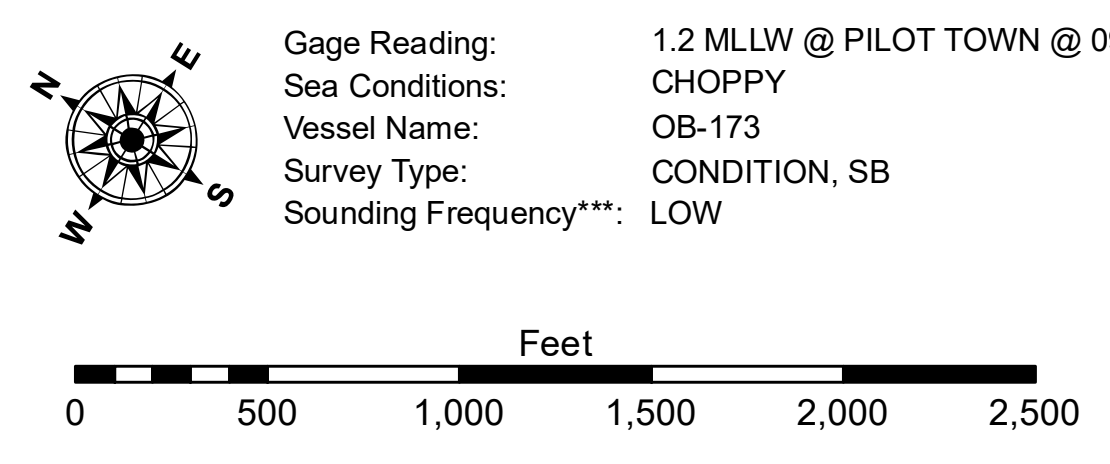 N
E
S
W
Gage Reading: 1.2 MLLW @ PILOT TOWN @
Sea Conditions: CHOPPY
Vessel Name: OB-173
Survey Type: CONDITION, SB
Sounding Frequency***: LOW
Feet
0 500 1,000 1,500 2,000 2,500